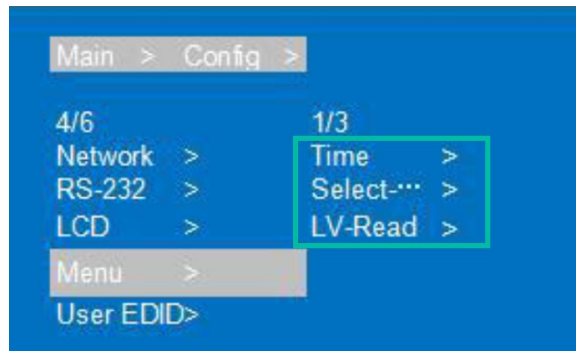 Main > Config >
4/6
Network >
RS-232 >
LCD >
Menu >
User EDID>
1/3
Time >
Select-··· >
LV-Read >